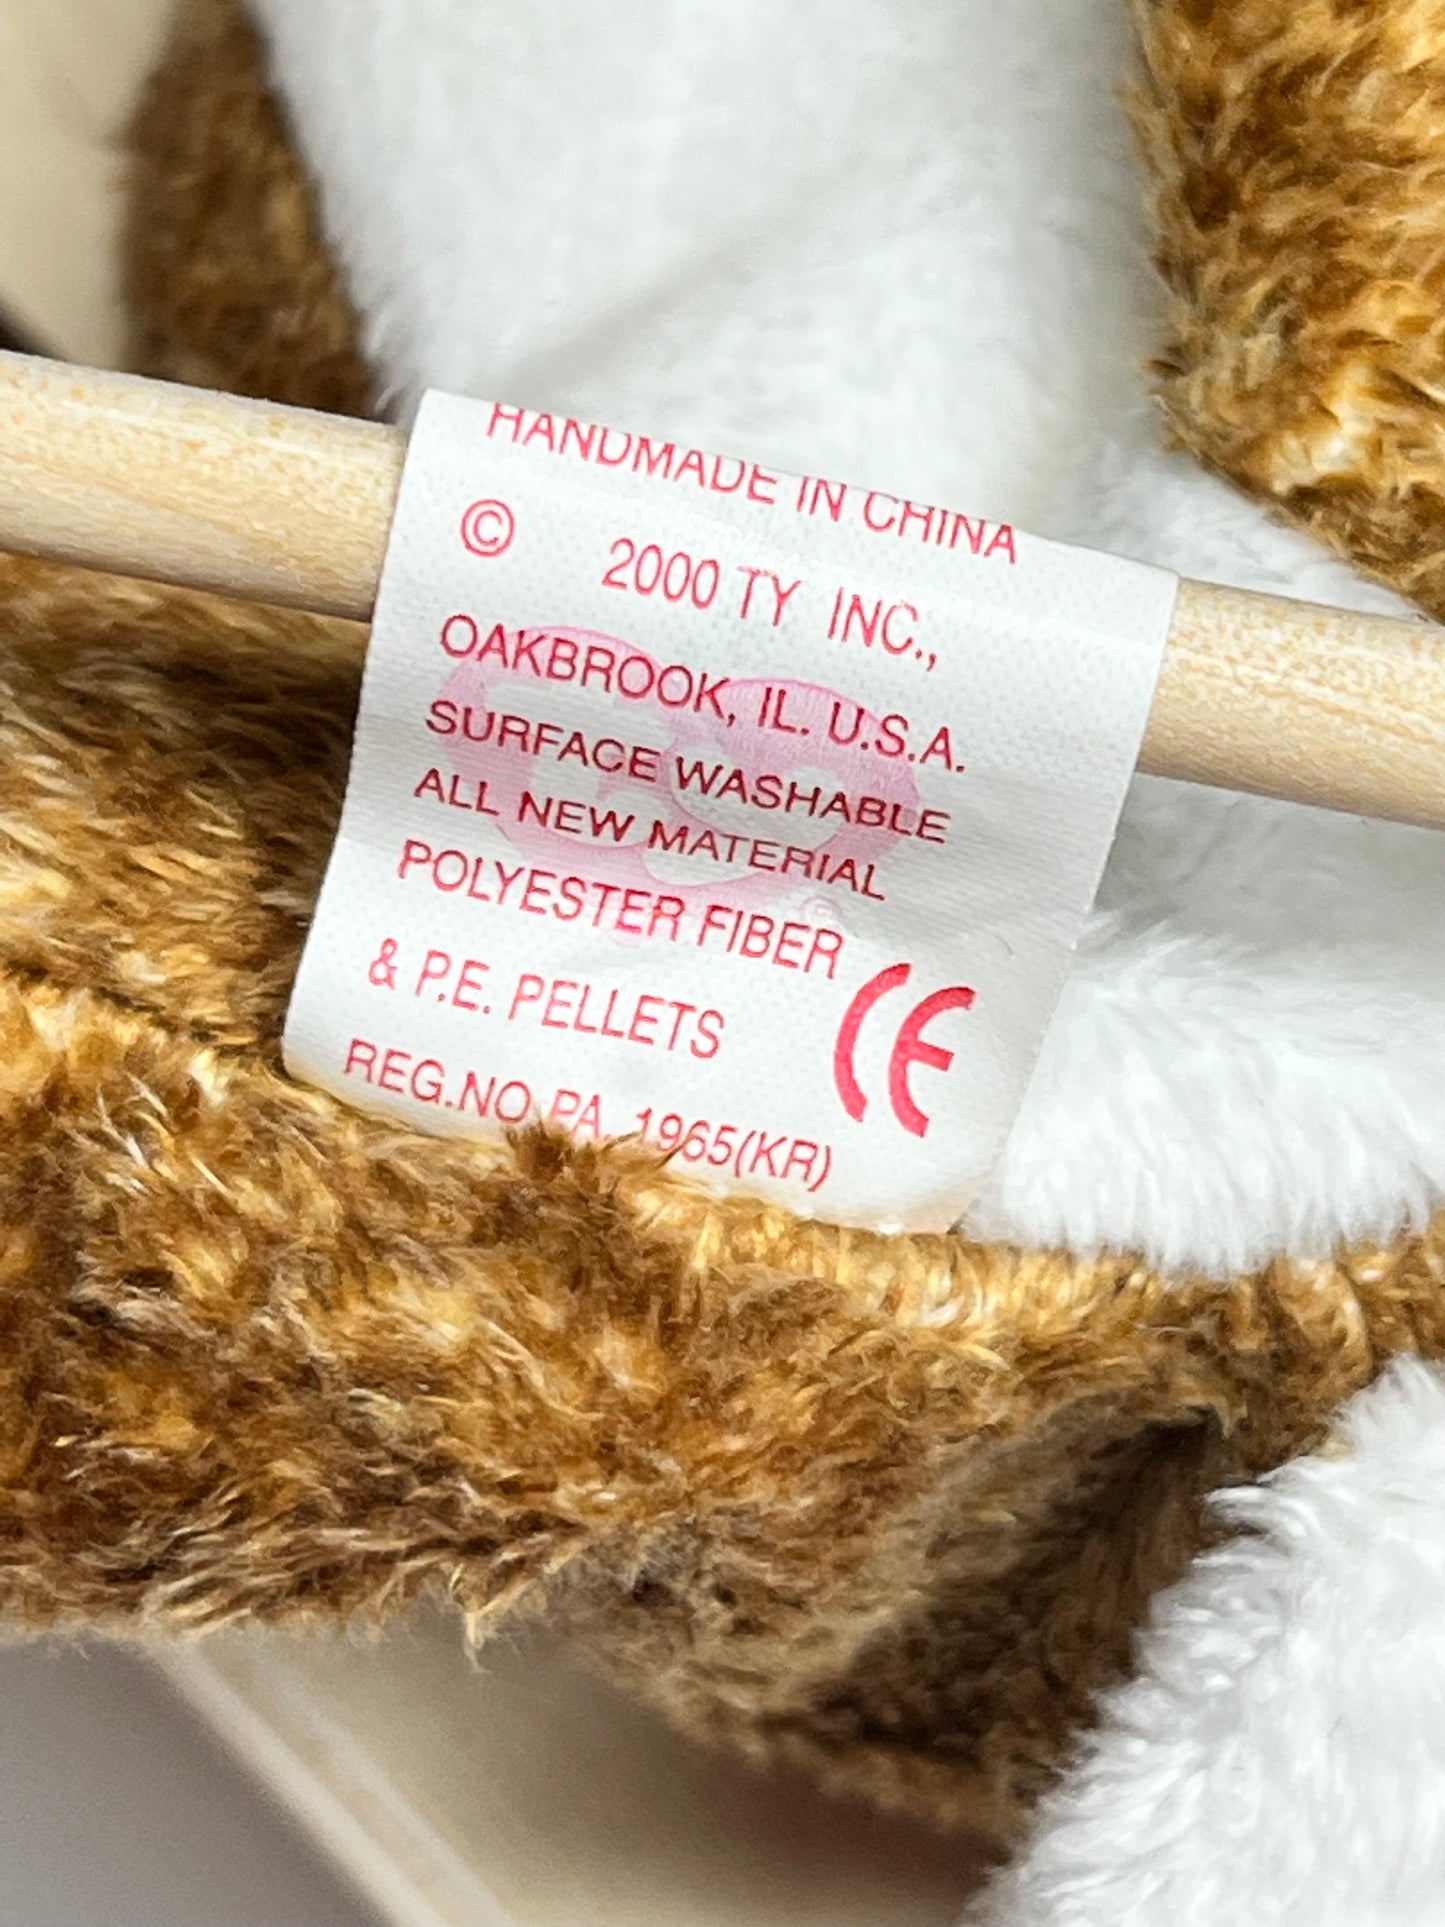 HANDMADE IN CHINA
© 2000 TY INC.,
OAKBROOK, IL. U.S.A.
SURFACE WASHABLE
ALL NEW MATERIAL
POLYESTER FIBER
& P.E. PELLETS
CE
REG.NO PA. 1965(KR)